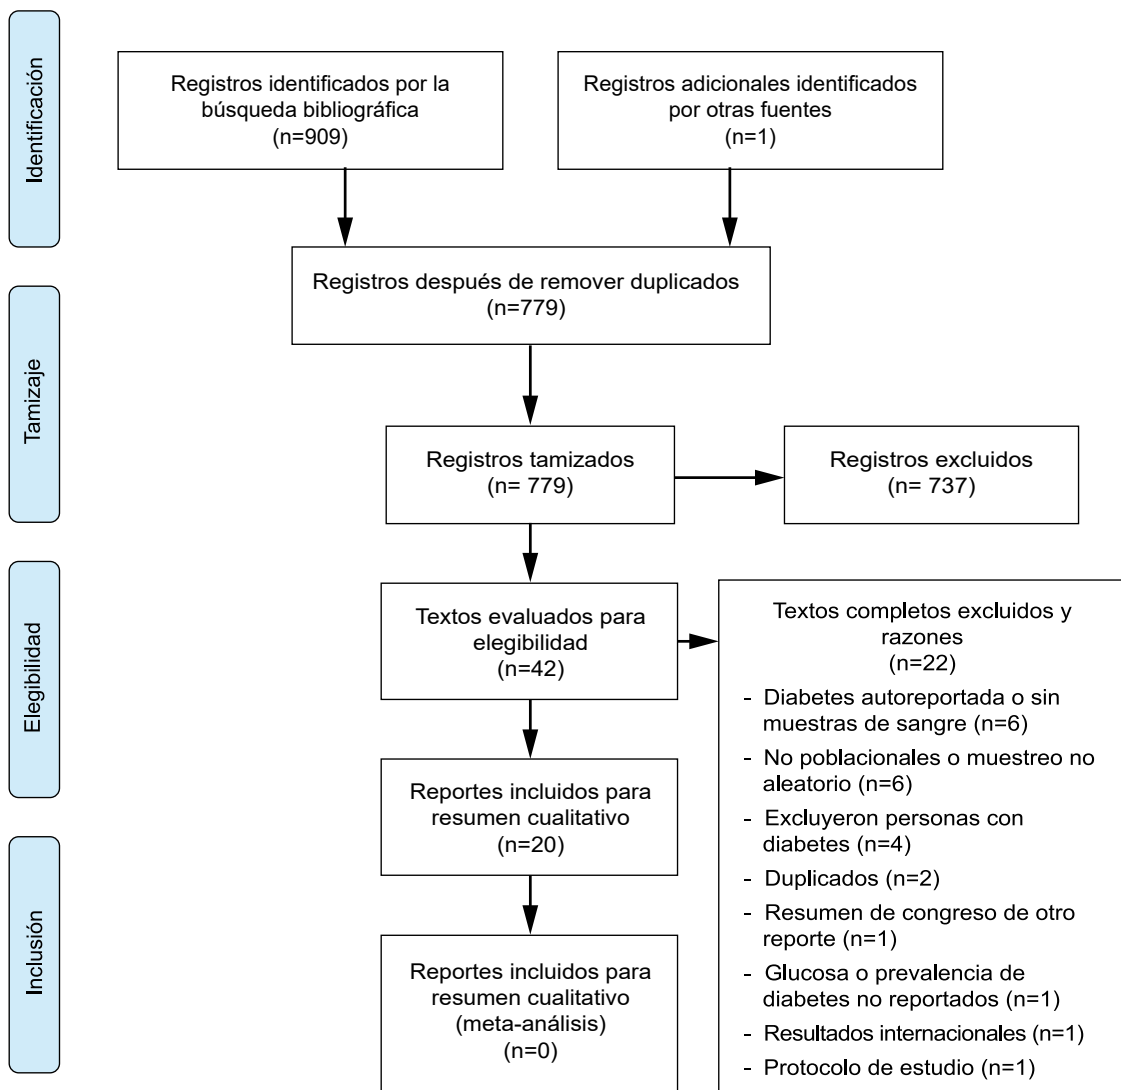 Identificación
Registros identificados por la
búsqueda bibliográfica
(n=909)
Registros adicionales identificados
por otras fuentes
(n=1)
Registros después de remover duplicados
(n=779)
Tamizaje
Registros tamizados
(n= 779)
Registros excluidos
(n= 737)
Elegibilidad
Textos evaluados para
elegibilidad
(n=42)
Textos completos excluidos y
razones
(n=22)
- Diabetes autoreportada o sin
muestras de sangre (n=6)
- No poblacionales o muestreo no
aleatorio (n=6)
- Excluyeron personas con
diabetes (n=4)
- Duplicados (n=2)
- Resumen de congreso de otro
reporte (n=1)
- Glucosa o prevalencia de
diabetes no reportados (n=1)
- Resultados internacionales (n=1)
- Protocolo de estudio (n=1)
Reportes incluidos para
resumen cualitativo
(n=20)
Inclusión
Reportes incluidos para
resumen cualitativo
(meta-análisis)
(n=0)